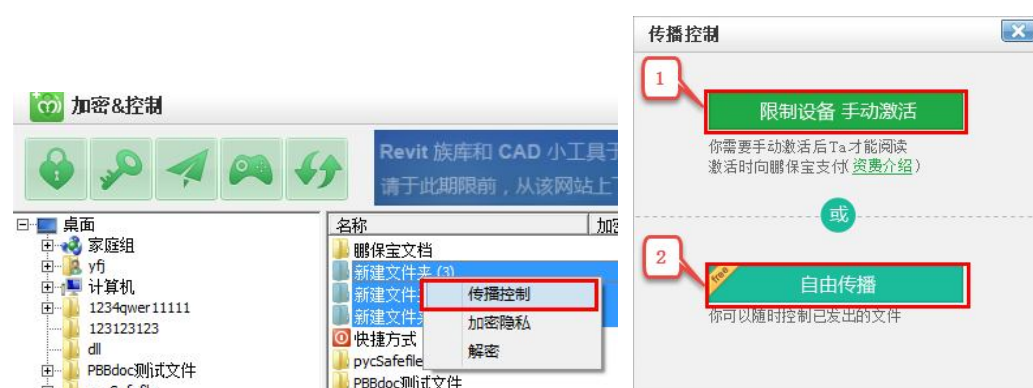 加密&控制
Revit 族库和 CAD 小工具于
请于此期限前，从该网站上
桌面
家庭组
yfj
计算机
1234qwer11111
123123123
dll
PBBdoc测试文件
名称
鹏保宝文档
新建文件夹 (3)
新建文件
新建文件
快捷方式
pycSafefile
PBBdoc测试文件
传播控制
加密隐私
解密
传播控制
1
限制设备 手动激活
你需要手动激活后Ta才能阅读
激活时向鹏保宝支付(资费介绍)
或
2
free
自由传播
你可以随时控制已发出的文件